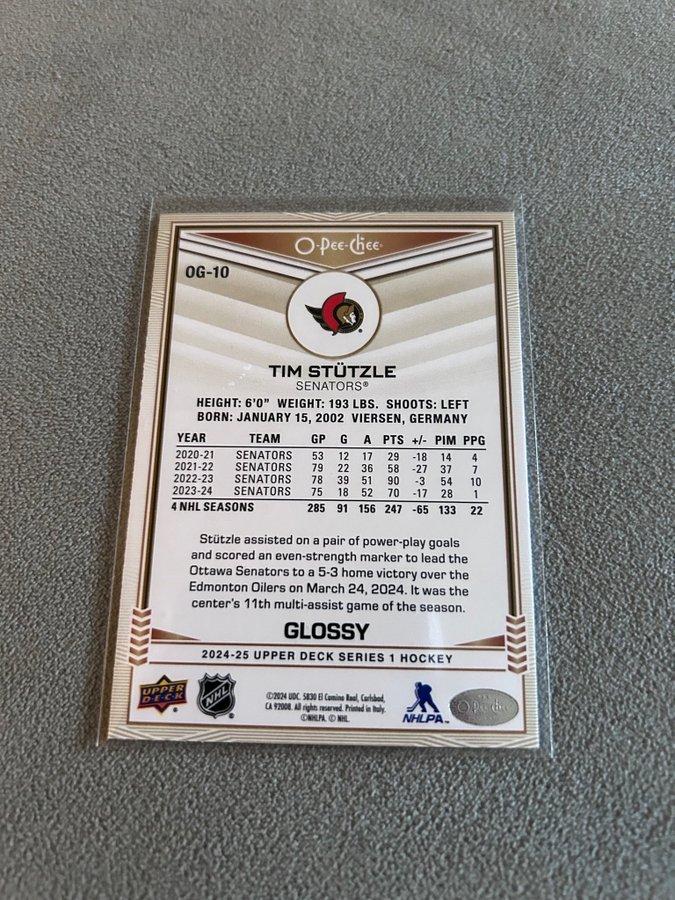 O-Pee-Chee®
OG-10
TIM STÜTZLE
SENATORS®
HEIGHT: 6'0" WEIGHT: 193 LBS. SHOOTS: LEFT
BORN: JANUARY 15, 2002 VIERSEN, GERMANY
YEAR TEAM GP G A PTS +/- PIM PPG
2020-21 SENATORS 53 12 17 29 -18 14 4
2021-22 SENATORS 79 22 36 58 -27 37 7
2022-23 SENATORS 78 39 51 90 -3 54 10
2023-24 SENATORS 75 18 52 70 -17 28 1
4 NHL SEASONS 285 91 156 247 -65 133 22
Stützle assisted on a pair of power-play goals
and scored an even-strength marker to lead the
Ottawa Senators to a 5-3 home victory over the
Edmonton Oilers on March 24, 2024. It was the
center's 11th multi-assist game of the season.
GLOSSY
2024-25 UPPER DECK SERIES 1 HOCKEY
UPPER
DECK
NHL
©2024 UDC. 5830 El Camino Real, Carlsbad,
CA 92008. All rights reserved. Printed in Italy.
©NHLPA. © NHL.
NHLPA™
O-Pee-Chee